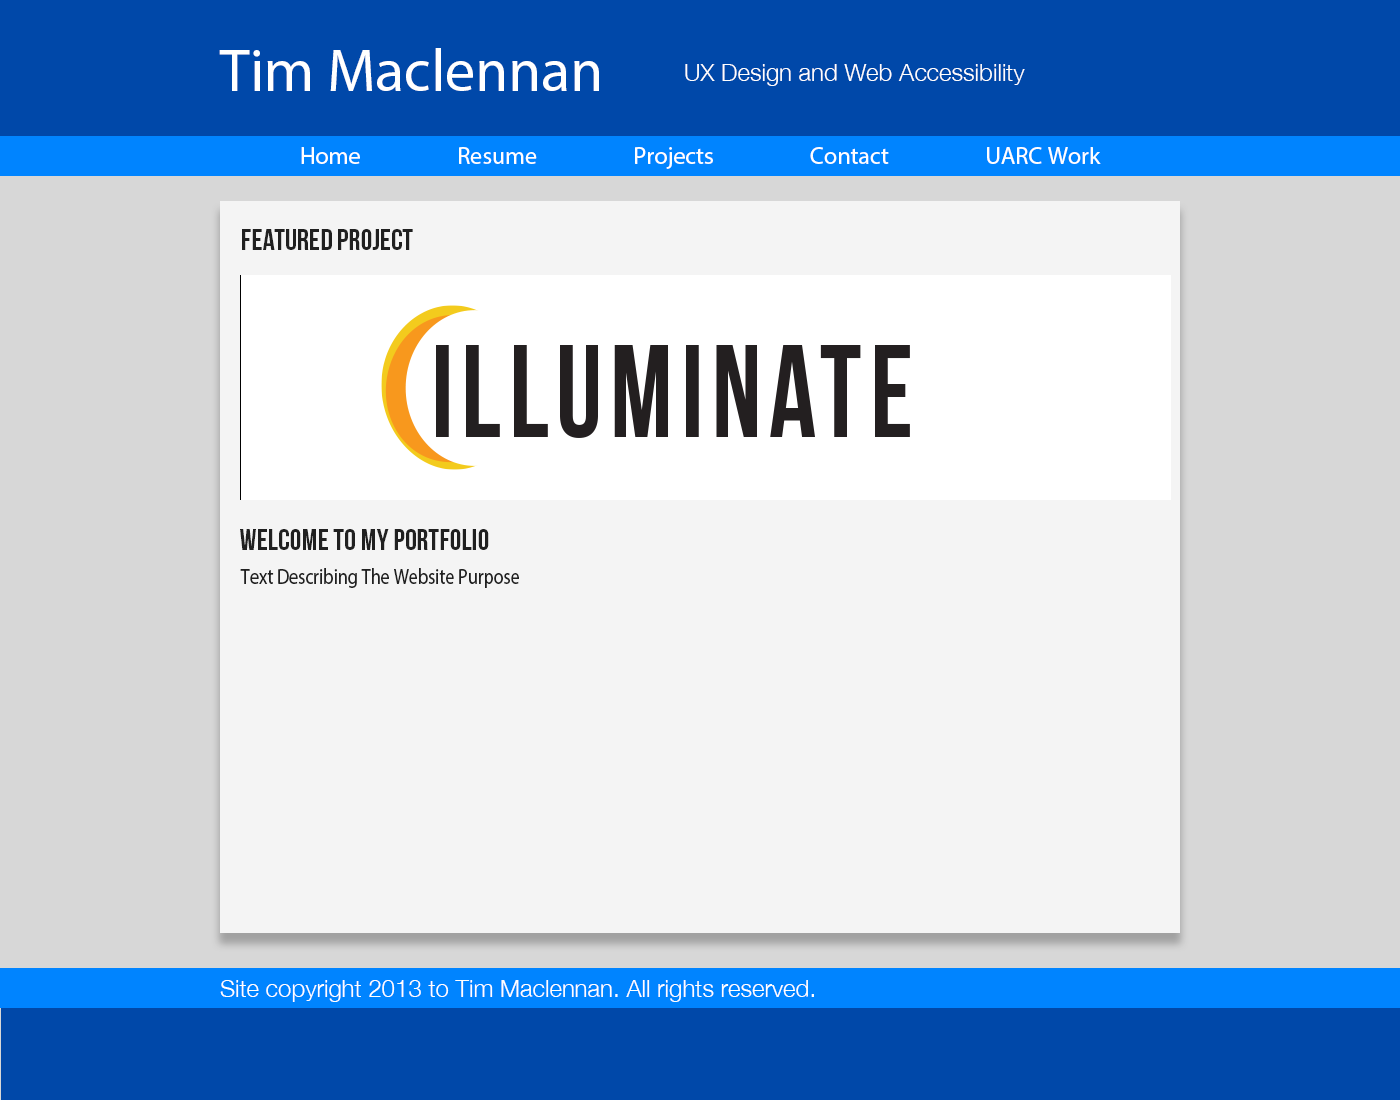 Tim Maclennan
UX Design and Web Accessibility
Home Resume Projects Contact UARC Work
FEATURED PROJECT
ILLUMINATE
WELCOME TO MY PORTFOLIO
Text Describing The Website Purpose
Site copyright 2013 to Tim Maclennan. All rights reserved.